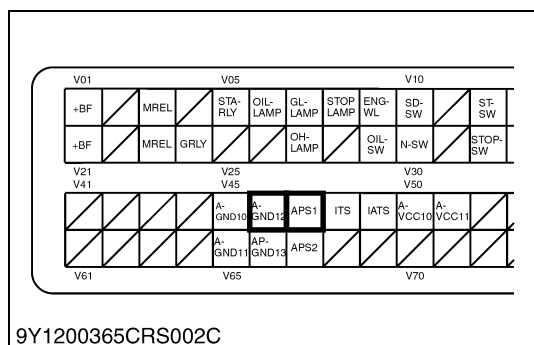 V01 V05 V10
+BF MREL STA- OIL- GL- STOP ENG- SD- ST-
RLY LAMP LAMP LAMP WL SW SW
+BF MREL GRLY OH- OIL- N-SW STOP-
LAMP SW SW
V21 V25 V30
V41 V45 V50
A- A- APS1 ITS IATS A- A-
GND10 GND12 VCC10 VCC11
A- AP- APS2
GND11 GND13
V61 V65 V70
9Y1200365CRS002C